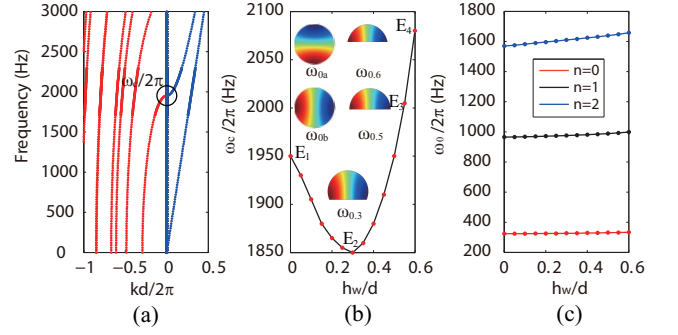 3000
2500
2000
1500
1000
500
0
Frequency (Hz)
ω_c/2π
-1 -0.5 0 0.5
kd/2π
(a)
2100
2050
2000
1950
1900
1850
ω_c/2π (Hz)
E_1
E_2
E_3
E_4
ω_0a ω_0.6
ω_0b ω_0.5
ω_0.3
0 0.2 0.4 0.6
h_w/d
(b)
1800
1600
1400
1200
1000
800
600
400
200
ω_0/2π (Hz)
n=0
n=1
n=2
0 0.2 0.4 0.6
h_w/d
(c)